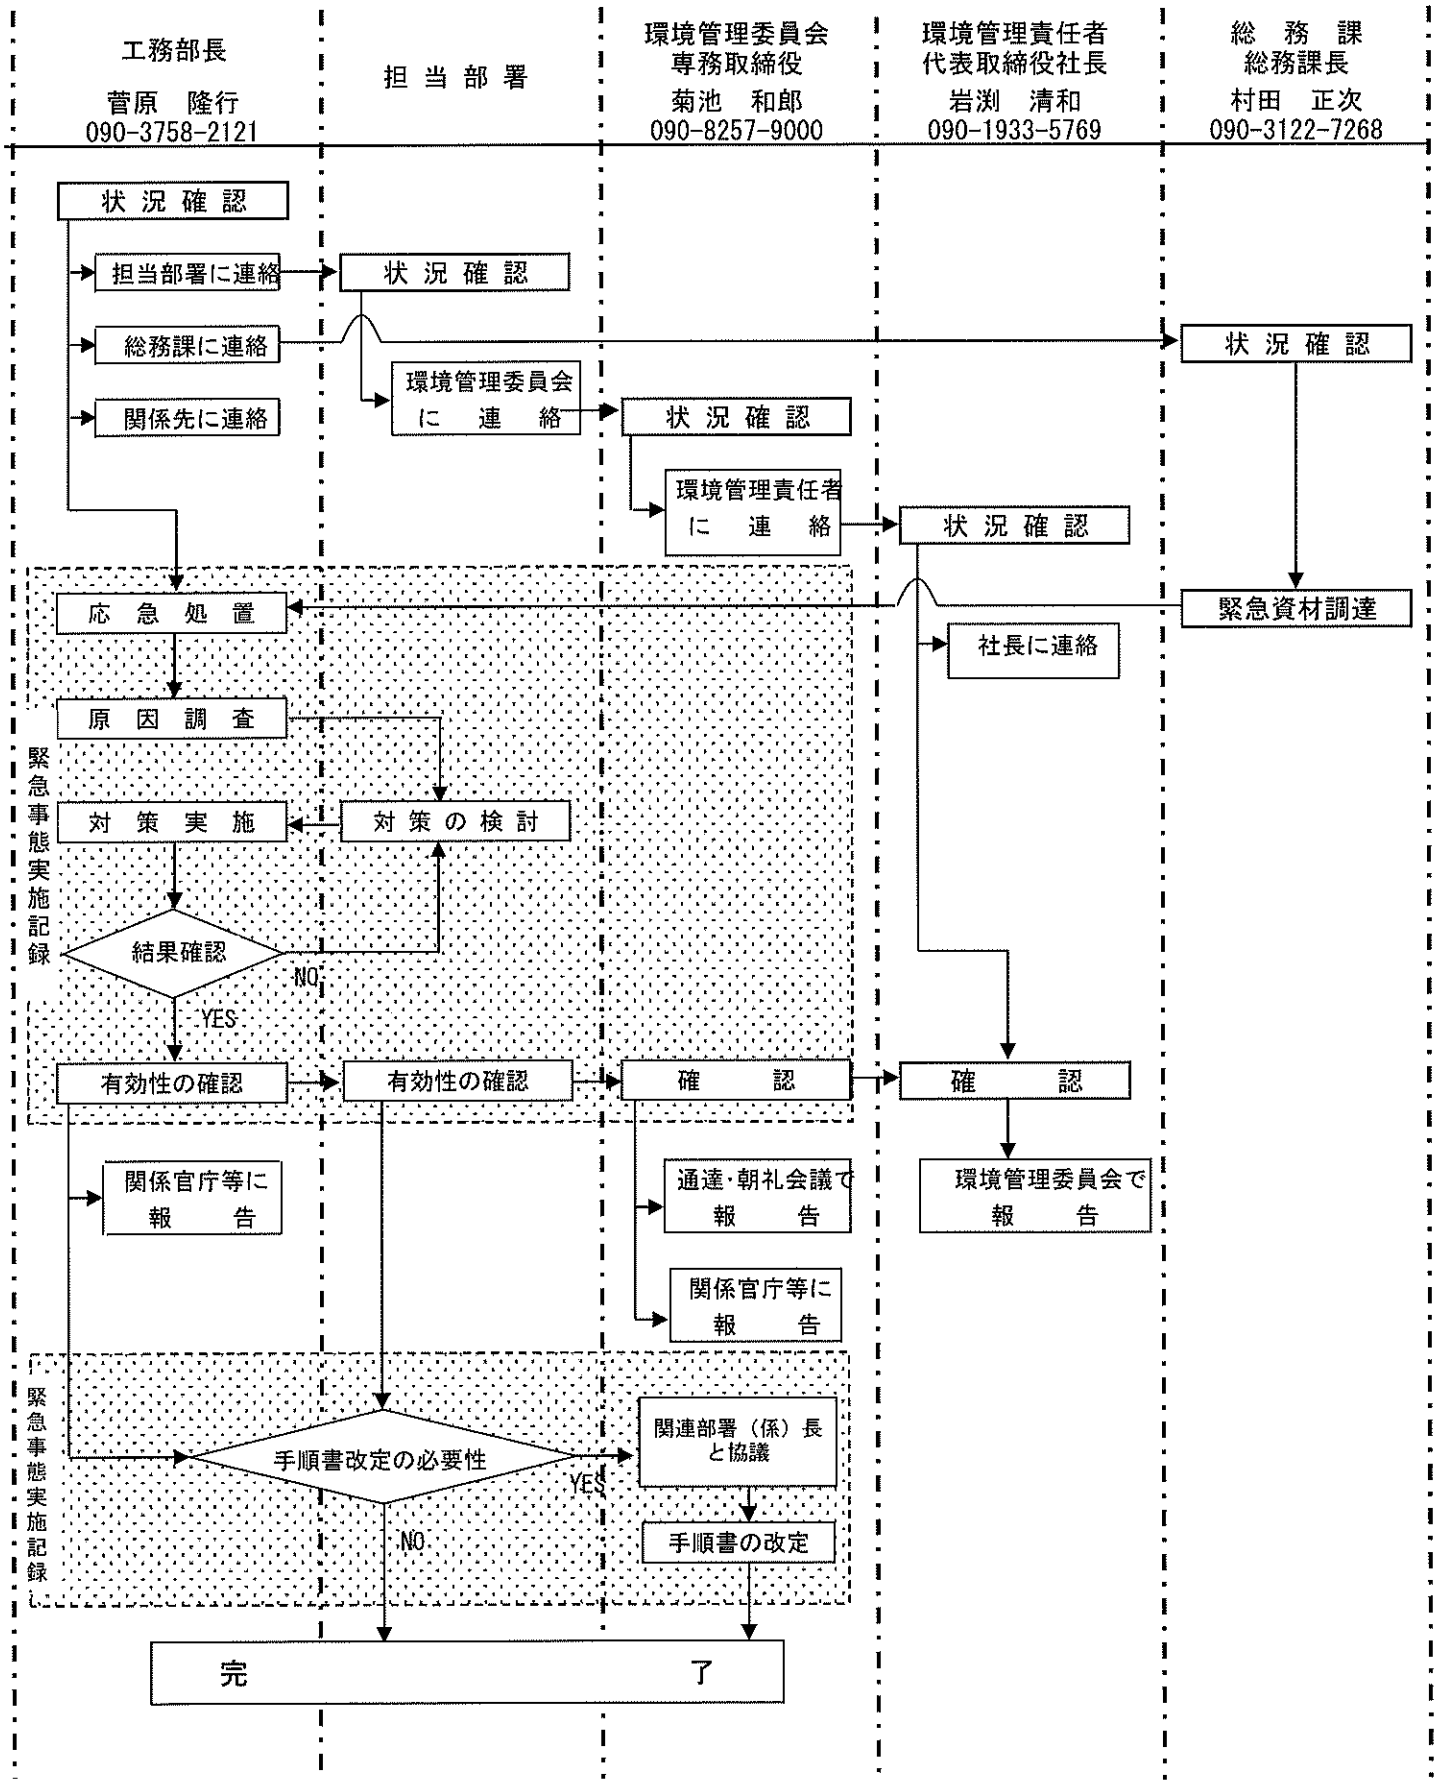 工務部長
菅原　隆行
090-3758-2121
担 当 部 署
環境管理委員会
専務取締役
菊池　和郎
090-8257-9000
環境管理責任者
代表取締役社長
岩渕　清和
090-1933-5769
総　務　課
総務課長
村田　正次
090-3122-7268
状 況 確 認
担当部署に連絡
状 況 確 認
総務課に連絡
状 況 確 認
環境管理委員会
に　連　絡
関係先に連絡
状 況 確 認
環境管理責任者
に　連　絡
状 況 確 認
応 急 処 置
緊急資材調達
社長に連絡
原 因 調 査
緊急事態実施記録
対 策 実 施
対 策 の 検 討
結果確認
NO
YES
有効性の確認
有効性の確認
確　　認
確　　認
関係官庁等に
報　　告
通達・朝礼会議で
報　　告
環境管理委員会で
報　　告
関係官庁等に
報　　告
緊急事態実施記録
関連部署（係）長
と協議
手順書改定の必要性
YES
NO
手順書の改定
完　　了